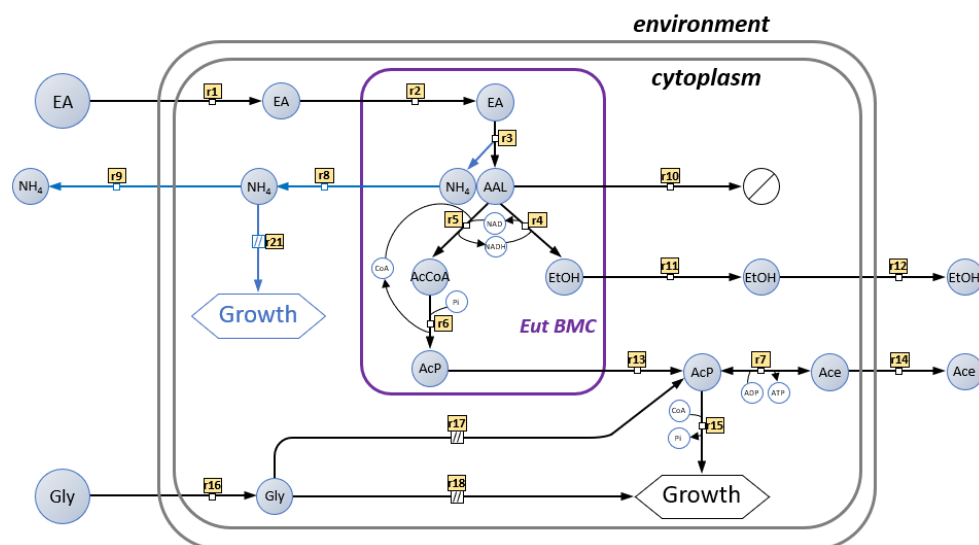 environment
cytoplasm
r1
r2
EA
EA
EA
r3
r9
r8
r10
NH₄
NH₄
NH₄
AAL
r5
NAD
r4
r21
NADH
CoA
AcCoA
EtOH
r11
EtOH
r12
EtOH
Growth
Pi
r6
Eut BMC
AcP
r13
AcP
r7
Ace
r14
Ace
ADP
ATP
CoA
r15
Pi
r17
Gly
r16
Gly
r18
Growth